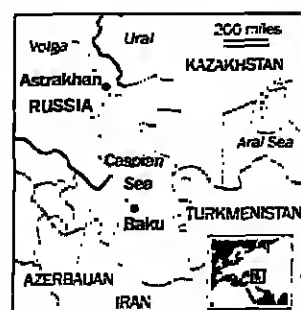 Volga
Ural
200 miles
KAZAKHSTAN
Astrakhan
RUSSIA
Aral Sea
Caspian
Sea
Baku
TURKMENISTAN
AZERBAIJAN
IRAN